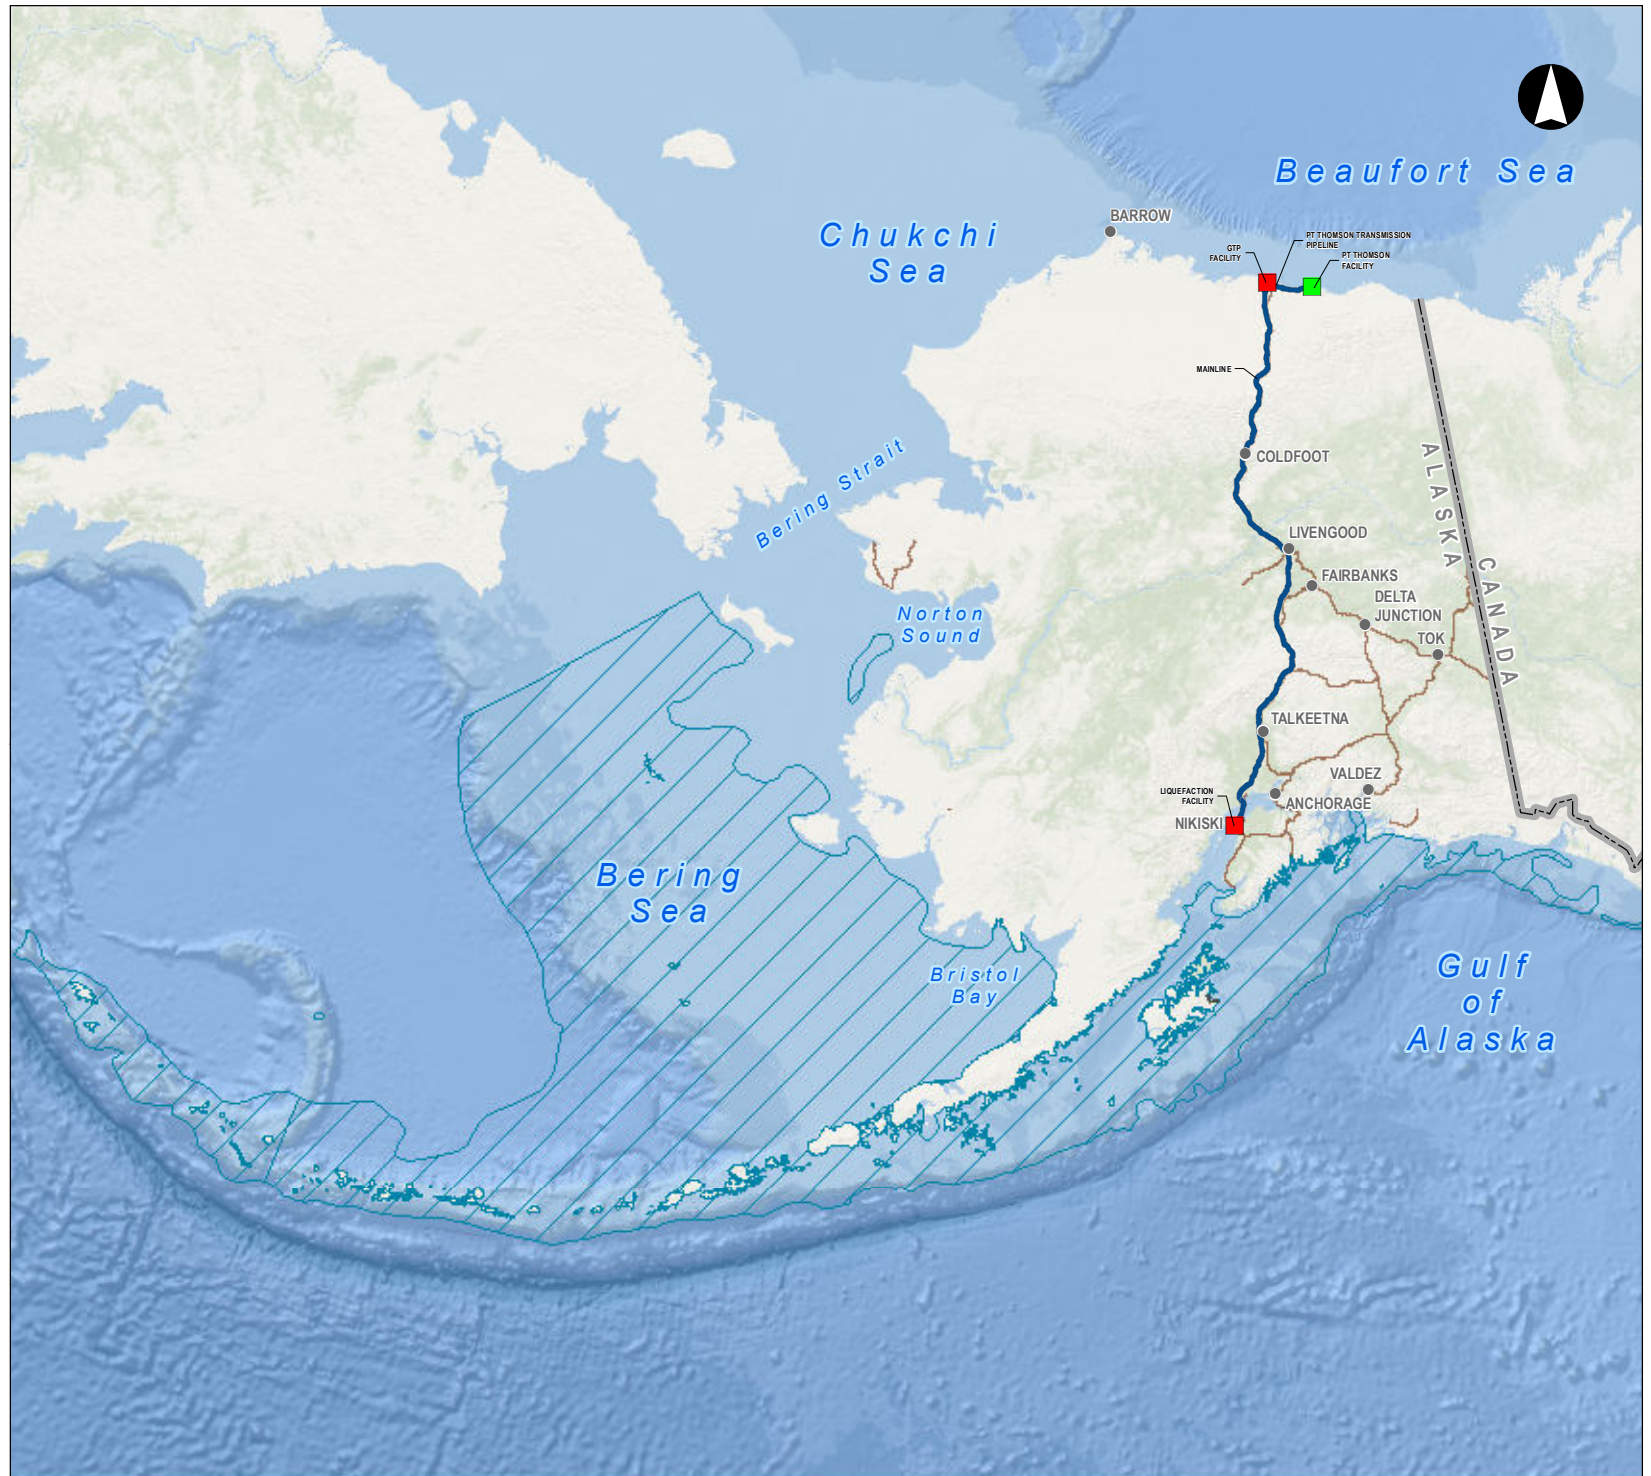 Beaufort Sea
BARROW
Chukchi
Sea
PT THOMSON TRANSMISSION
PIPELINE
GTP
FACILITY
PT THOMSON
FACILITY
MAINLINE
COLDFOOT
ALASKA
CANADA
Bering Strait
LIVENGOOD
FAIRBANKS
DELTA
JUNCTION
TOK
Norton
Sound
TALKEETNA
VALDEZ
LIQUEFACTION
FACILITY
ANCHORAGE
NIKISKI
Bering
Sea
Bristol
Bay
Gulf
of
Alaska